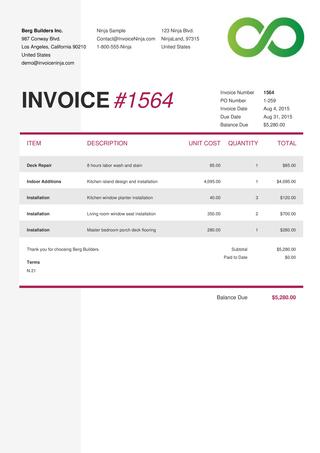 Berg Builders Inc.
987 Conway Blvd.
Los Angeles, California 90210
United States
demo@invoiceninja.com
Ninja Sample
Contact@InvoiceNinja.com
1-800-555-Ninja
123 Ninja Blvd.
NinjaLand, 97315
United States
INVOICE #1564
Invoice Number 1564
PO Number 1-259
Invoice Date Aug 4, 2015
Due Date Aug 31, 2015
Balance Due $5,280.00
ITEM DESCRIPTION UNIT COST QUANTITY TOTAL
Deck Repair 8 hours labor wash and stain 85.00 1 $85.00
Indoor Additions Kitchen island design and installation 4,095.00 1 $4,095.00
Installation Kitchen window planter installation 40.00 3 $120.00
Installation Living room window seat installation 350.00 2 $700.00
Installation Master bedroom porch deck flooring 280.00 1 $280.00
Thank you for choosing Berg Builders Subtotal $5,280.00
Paid to Date $0.00
Terms
N 21
Balance Due $5,280.00